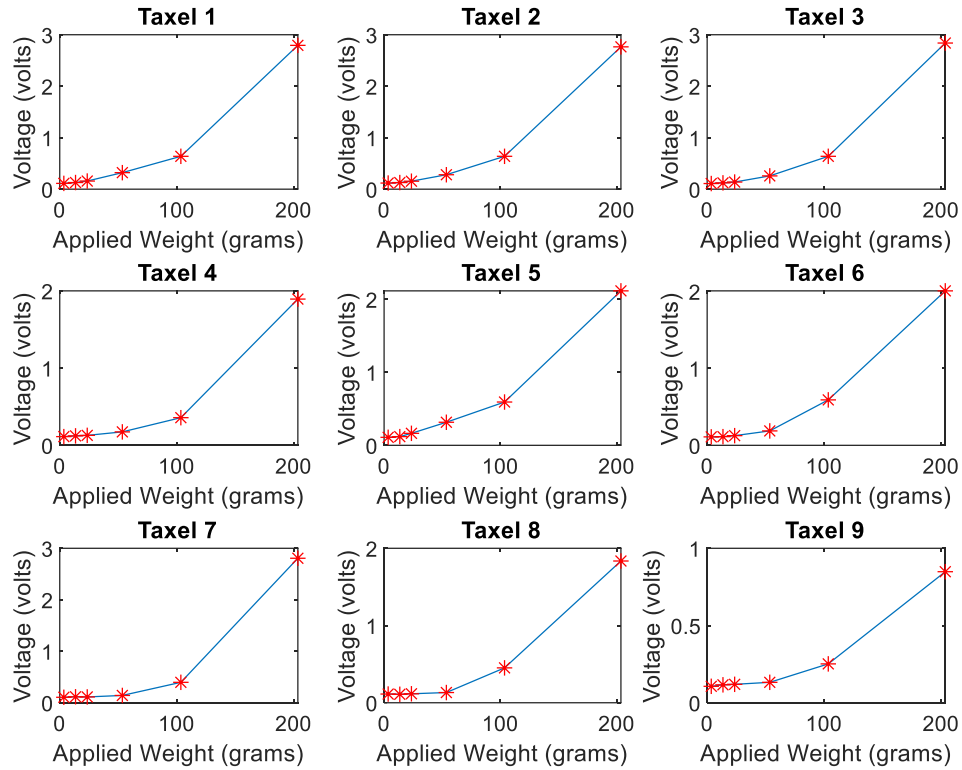 Taxel 1
Taxel 2
Taxel 3
3
2
1
0
Voltage (volts)
0 100 200
Applied Weight (grams)
3
2
1
0
Voltage (volts)
0 100 200
Applied Weight (grams)
3
2
1
0
Voltage (volts)
0 100 200
Applied Weight (grams)
Taxel 4
Taxel 5
Taxel 6
2
1
0
Voltage (volts)
0 100 200
Applied Weight (grams)
2
1
0
Voltage (volts)
0 100 200
Applied Weight (grams)
2
1
0
Voltage (volts)
0 100 200
Applied Weight (grams)
Taxel 7
Taxel 8
Taxel 9
3
2
1
0
Voltage (volts)
0 100 200
Applied Weight (grams)
2
1
0
Voltage (volts)
0 100 200
Applied Weight (grams)
1
0.5
0
Voltage (volts)
0 100 200
Applied Weight (grams)